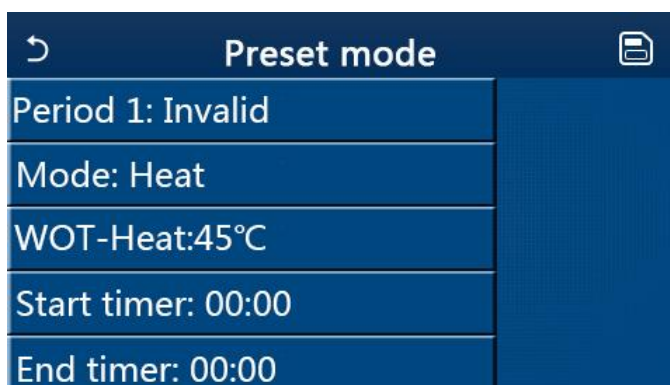 Preset mode
Period 1: Invalid
Mode: Heat
WOT-Heat:45℃
Start timer: 00:00
End timer: 00:00